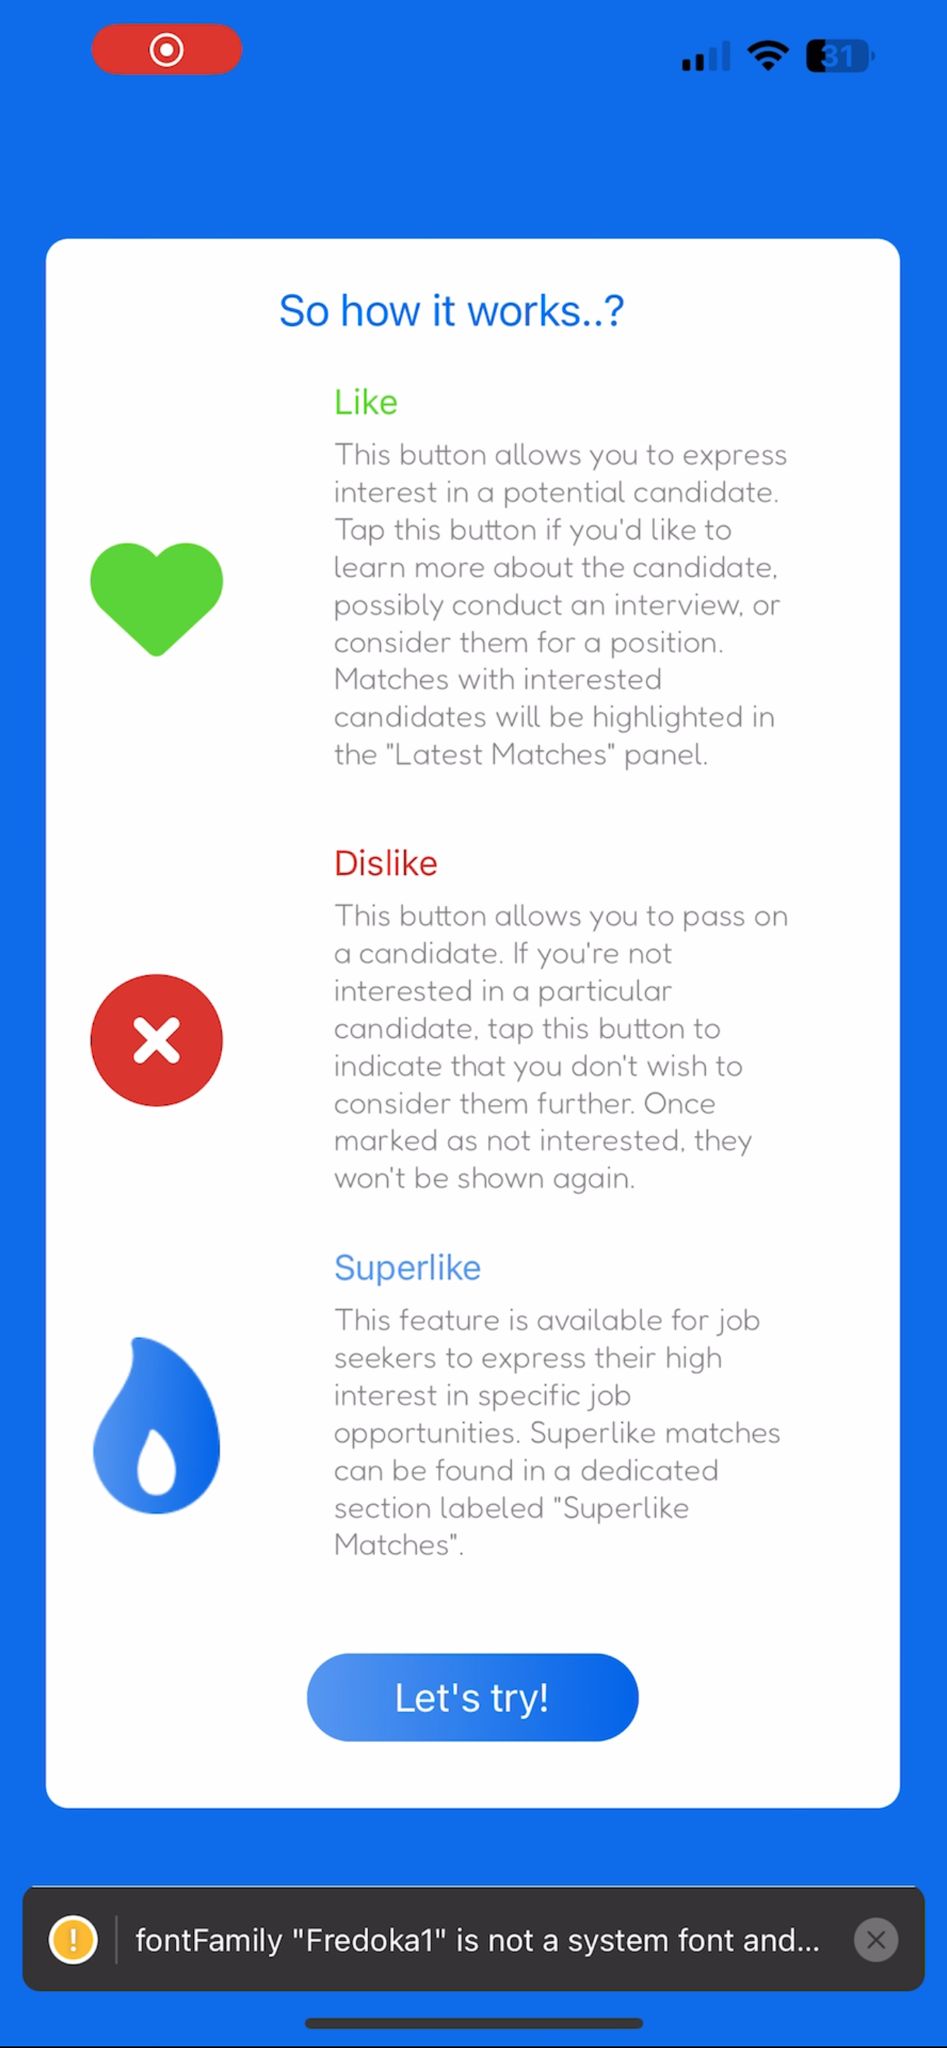 31
So how it works..?
Like
This button allows you to express
interest in a potential candidate.
Tap this button if you'd like to
learn more about the candidate,
possibly conduct an interview, or
consider them for a position.
Matches with interested
candidates will be highlighted in
the "Latest Matches" panel.
Dislike
This button allows you to pass on
a candidate. If you're not
interested in a particular
candidate, tap this button to
indicate that you don't wish to
consider them further. Once
marked as not interested, they
won't be shown again.
Superlike
This feature is available for job
seekers to express their high
interest in specific job
opportunities. Superlike matches
can be found in a dedicated
section labeled "Superlike
Matches".
Let's try!
fontFamily "Fredoka1" is not a system font and...